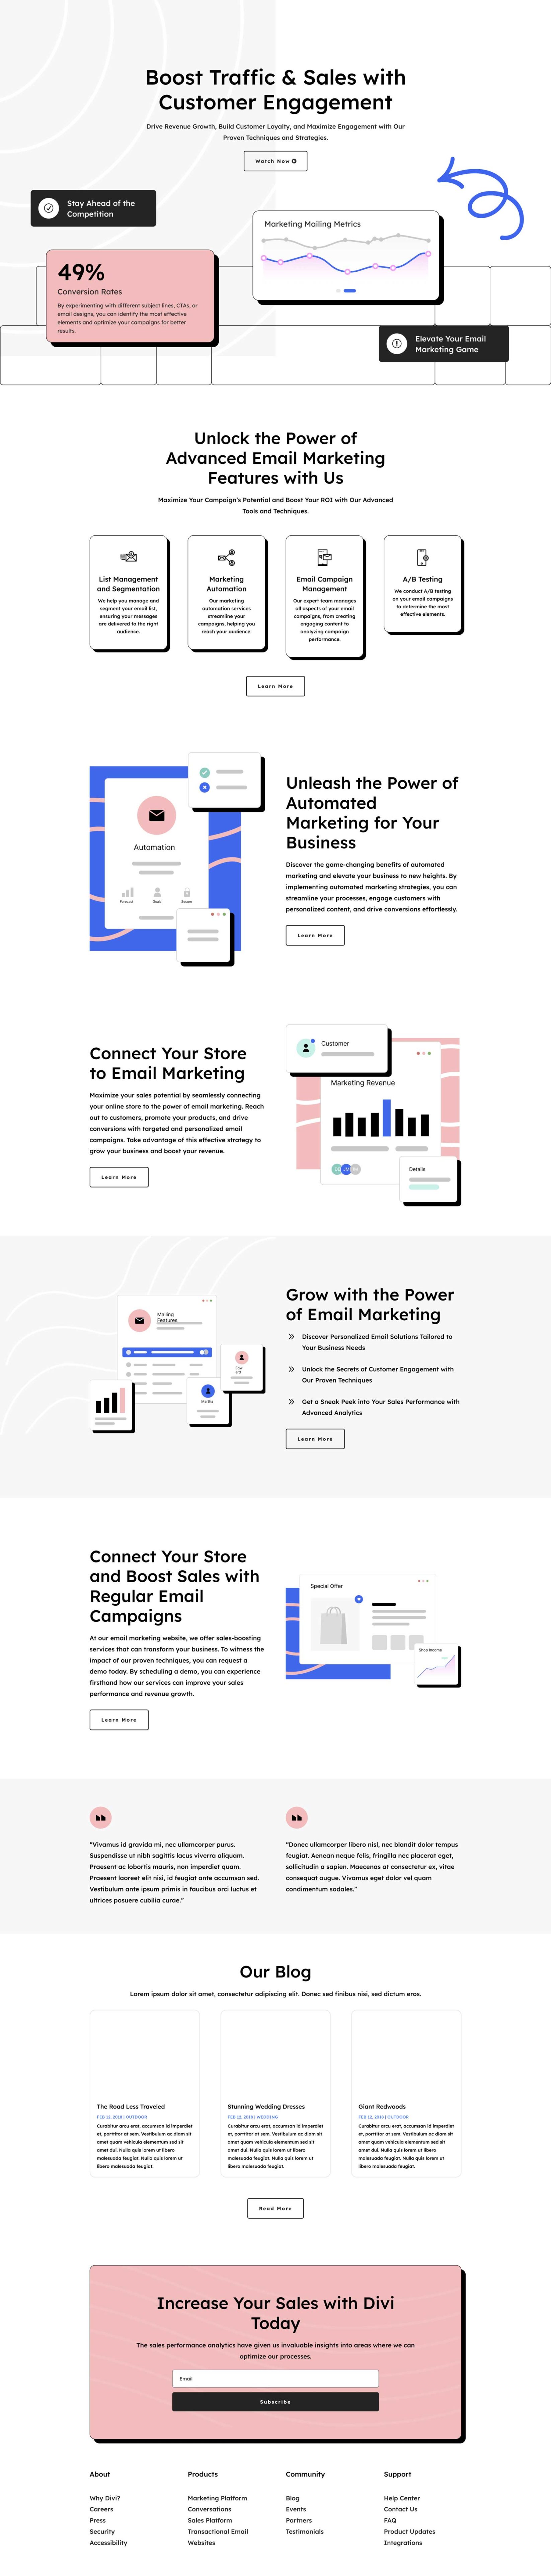 Boost Traffic & Sales with
Customer Engagement
Drive Revenue Growth, Build Customer Loyalty, and Maximize Engagement with Our
Proven Techniques and Strategies.
Watch Now
Stay Ahead of the
Competition
Marketing Mailing Metrics
49%
Conversion Rates
By experimenting with different subject lines, CTAs, or
email designs, you can identify the most effective
elements and optimize your campaigns for better
results.
Elevate Your Email
Marketing Game
Unlock the Power of
Advanced Email Marketing
Features with Us
Maximize Your Campaign's Potential and Boost Your ROI with Our Advanced
Tools and Techniques.
List Management
and Segmentation
We help you manage and
segment your email list,
ensuring your messages
are delivered to the right
audience.
Marketing
Automation
Our marketing
automation services
streamline your
campaigns, helping you
reach your audience.
Email Campaign
Management
Our expert team manages
all aspects of your email
campaigns, from creating
engaging content to
analyzing campaign
performance.
A/B Testing
We conduct A/B testing
on your email campaigns
to determine the most
effective elements.
Learn More
Automation
Forecast
Goals
Secure
Unleash the Power of
Automated
Marketing for Your
Business
Discover the game-changing benefits of automated
marketing and elevate your business to new heights. By
implementing automated marketing strategies, you can
streamline your processes, engage customers with
personalized content, and drive conversions effortlessly.
Learn More
Connect Your Store
to Email Marketing
Maximize your sales potential by seamlessly connecting
your online store to the power of email marketing. Reach
out to customers, promote your products, and drive
conversions with targeted and personalized email
campaigns. Take advantage of this effective strategy to
grow your business and boost your revenue.
Learn More
Customer
Marketing Revenue
Details
Mailing
Features
Martha
Grow with the Power
of Email Marketing
Discover Personalized Email Solutions Tailored to
Your Business Needs
Unlock the Secrets of Customer Engagement with
Our Proven Techniques
Get a Sneak Peek into Your Sales Performance with
Advanced Analytics
Learn More
Connect Your Store
and Boost Sales with
Regular Email
Campaigns
At our email marketing website, we offer sales-boosting
services that can transform your business. To witness the
impact of our proven techniques, you can request a
demo today. By scheduling a demo, you can experience
firsthand how our services can improve your sales
performance and revenue growth.
Learn More
Special Offer
Shop Income
"Vivamus id gravida mi, nec ullamcorper purus.
Suspendisse ut nibh sagittis lacus viverra aliquam.
Praesent ac lobortis mauris, non imperdiet quam.
Praesent laoreet elit nisi, id feugiat ante accumsan sed.
Vestibulum ante ipsum primis in faucibus orci luctus et
ultrices posuere cubilia curae."
"Donec ullamcorper libero nisl, nec blandit dolor tempus
feugiat. Aenean neque felis, fringilla nec placerat eget,
sollicitudin a sapien. Maecenas at consectetur ex, vitae
consequat augue. Vivamus eget dolor vel quam
condimentum sodales."
Our Blog
Lorem ipsum dolor sit amet, consectetur adipiscing elit. Donec sed finibus nisi, sed dictum eros.
The Road Less Traveled
FEB 12, 2018 | OUTDOOR
Curabitur arcu erat, accumsan id imperdiet
et, porttitor at sem. Vestibulum ac diam sit
amet quam vehicula elementum sed sit
amet dui. Nulla quis lorem ut libero
malesuada feugiat. Nulla quis lorem ut
libero malesuada feugiat.
Stunning Wedding Dresses
FEB 12, 2018 | WEDDING
Curabitur arcu erat, accumsan id imperdiet
et, porttitor at sem. Vestibulum ac diam sit
amet quam vehicula elementum sed sit
amet dui. Nulla quis lorem ut libero
malesuada feugiat. Nulla quis lorem ut
libero malesuada feugiat.
Giant Redwoods
FEB 12, 2018 | OUTDOOR
Curabitur arcu erat, accumsan id imperdiet
et, porttitor at sem. Vestibulum ac diam sit
amet quam vehicula elementum sed sit
amet dui. Nulla quis lorem ut libero
malesuada feugiat. Nulla quis lorem ut
libero malesuada feugiat.
Read More
Increase Your Sales with Divi
Today
The sales performance analytics have given us invaluable insights into areas where we can
optimize our processes.
Email
Subscribe
About
Why Divi?
Careers
Press
Security
Accessibility
Products
Marketing Platform
Conversations
Sales Platform
Transactional Email
Websites
Community
Blog
Events
Partners
Testimonials
Support
Help Center
Contact Us
FAQ
Product Updates
Integrations